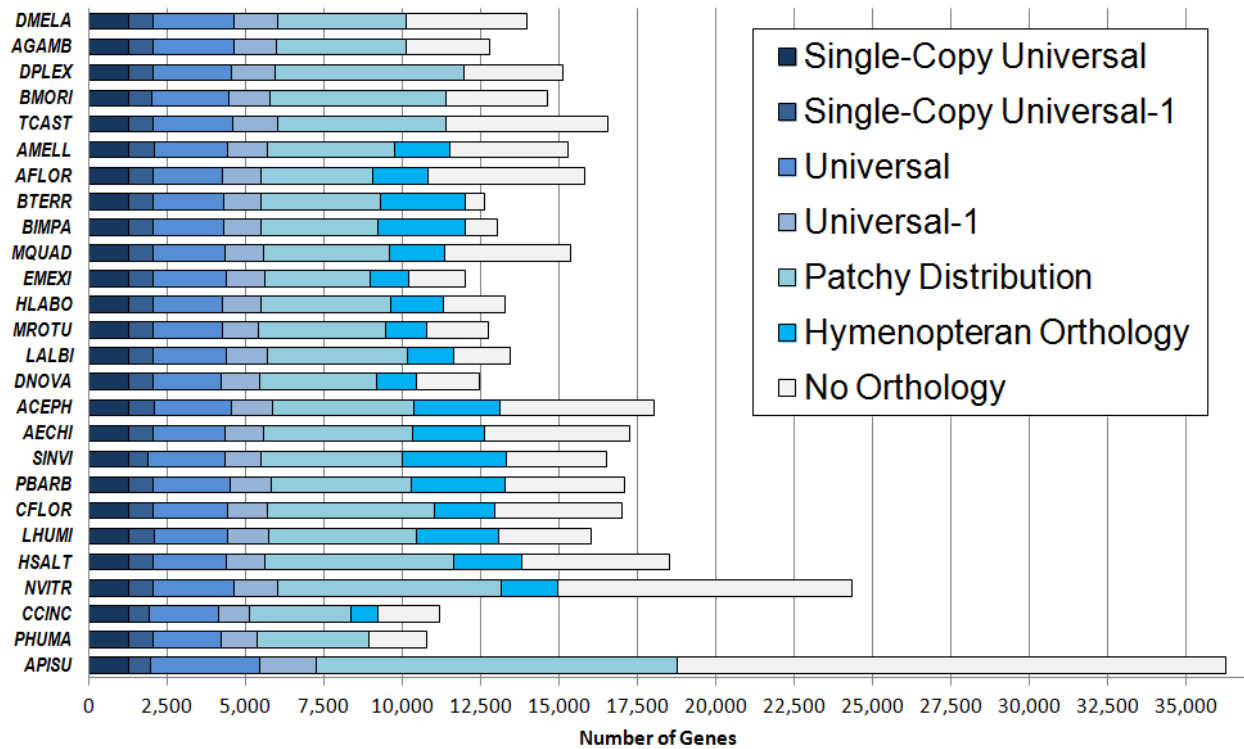 DMELA
AGAMB
DPLEX
BMORI
TCAST
AMELL
AFLOR
BTERR
BIMPA
MQUAD
EMEXI
HLABO
MROTU
LALBI
DNOVA
ACEPH
AECHI
SINVI
PBARB
CFLOR
LHUMI
HSALT
NVITR
CCINC
PHUMA
APISU
Single-Copy Universal
Single-Copy Universal-1
Universal
Universal-1
Patchy Distribution
Hymenopteran Orthology
No Orthology
0 2,500 5,000 7,500 10,000 12,500 15,000 17,500 20,000 22,500 25,000 27,500 30,000 32,500 35,000
Number of Genes